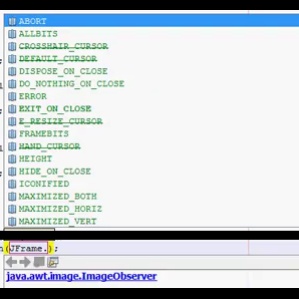 ABORT
ALLBITS
CROSSHAIR_CURSOR
DEFAULT_CURSOR
DISPOSE_ON_CLOSE
DO_NOTHING_ON_CLOSE
ERROR
EXIT_ON_CLOSE
E_RESIZE_CURSOR
FRAMEBITS
HAND_CURSOR
HEIGHT
HIDE_ON_CLOSE
ICONIFIED
MAXIMIZED_BOTH
MAXIMIZED_HORIZ
MAXIMIZED_VERT
(JFrame.);
java.awt.image.ImageObserver